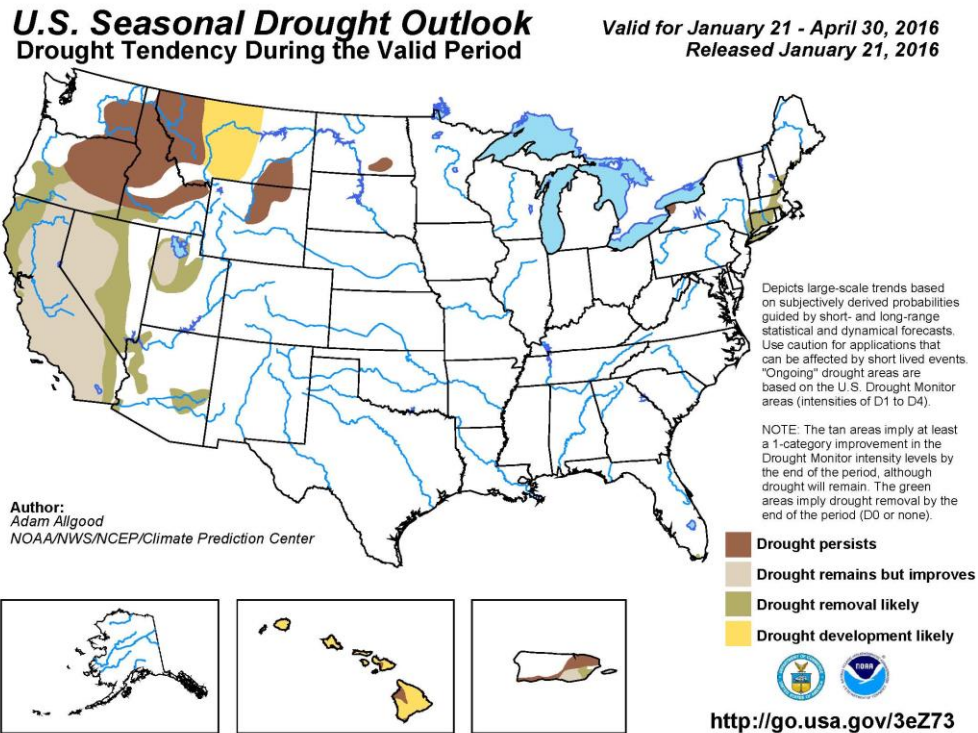 U.S. Seasonal Drought Outlook
Drought Tendency During the Valid Period
Valid for January 21 - April 30, 2016
Released January 21, 2016
Depicts large-scale trends based
on subjectively derived probabilities
guided by short- and long-range
statistical and dynamical forecasts.
Use caution for applications that
can be affected by short lived events.
"Ongoing" drought areas are
based on the U.S. Drought Monitor
areas (intensities of D1 to D4).
NOTE: The tan areas imply at least
a 1-category improvement in the
Drought Monitor intensity levels by
the end of the period, although
drought will remain. The green
areas imply drought removal by the
end of the period (D0 or none).
Author:
Adam Allgood
NOAA/NWS/NCEP/Climate Prediction Center
Drought persists
Drought remains but improves
Drought removal likely
Drought development likely
NOAA
http://go.usa.gov/3eZ73